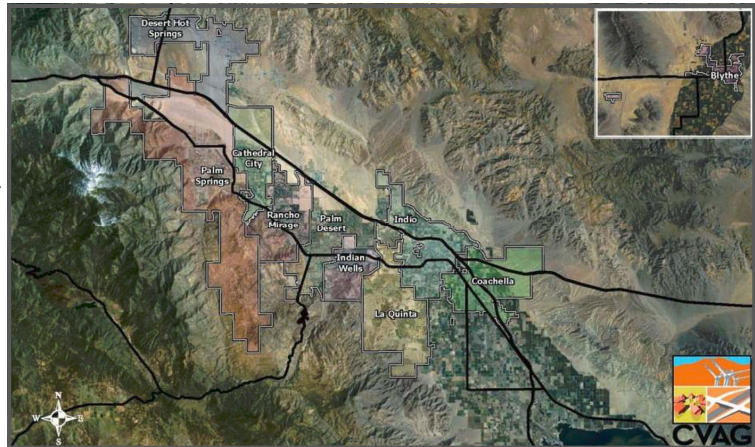 Desert Hot
Springs
Blythe
Cathedral
City
Palm
Springs
Rancho
Mirage
Palm
Desert
Indio
Indian
Wells
Coachella
La Quinta
N
W E
S
CVAG